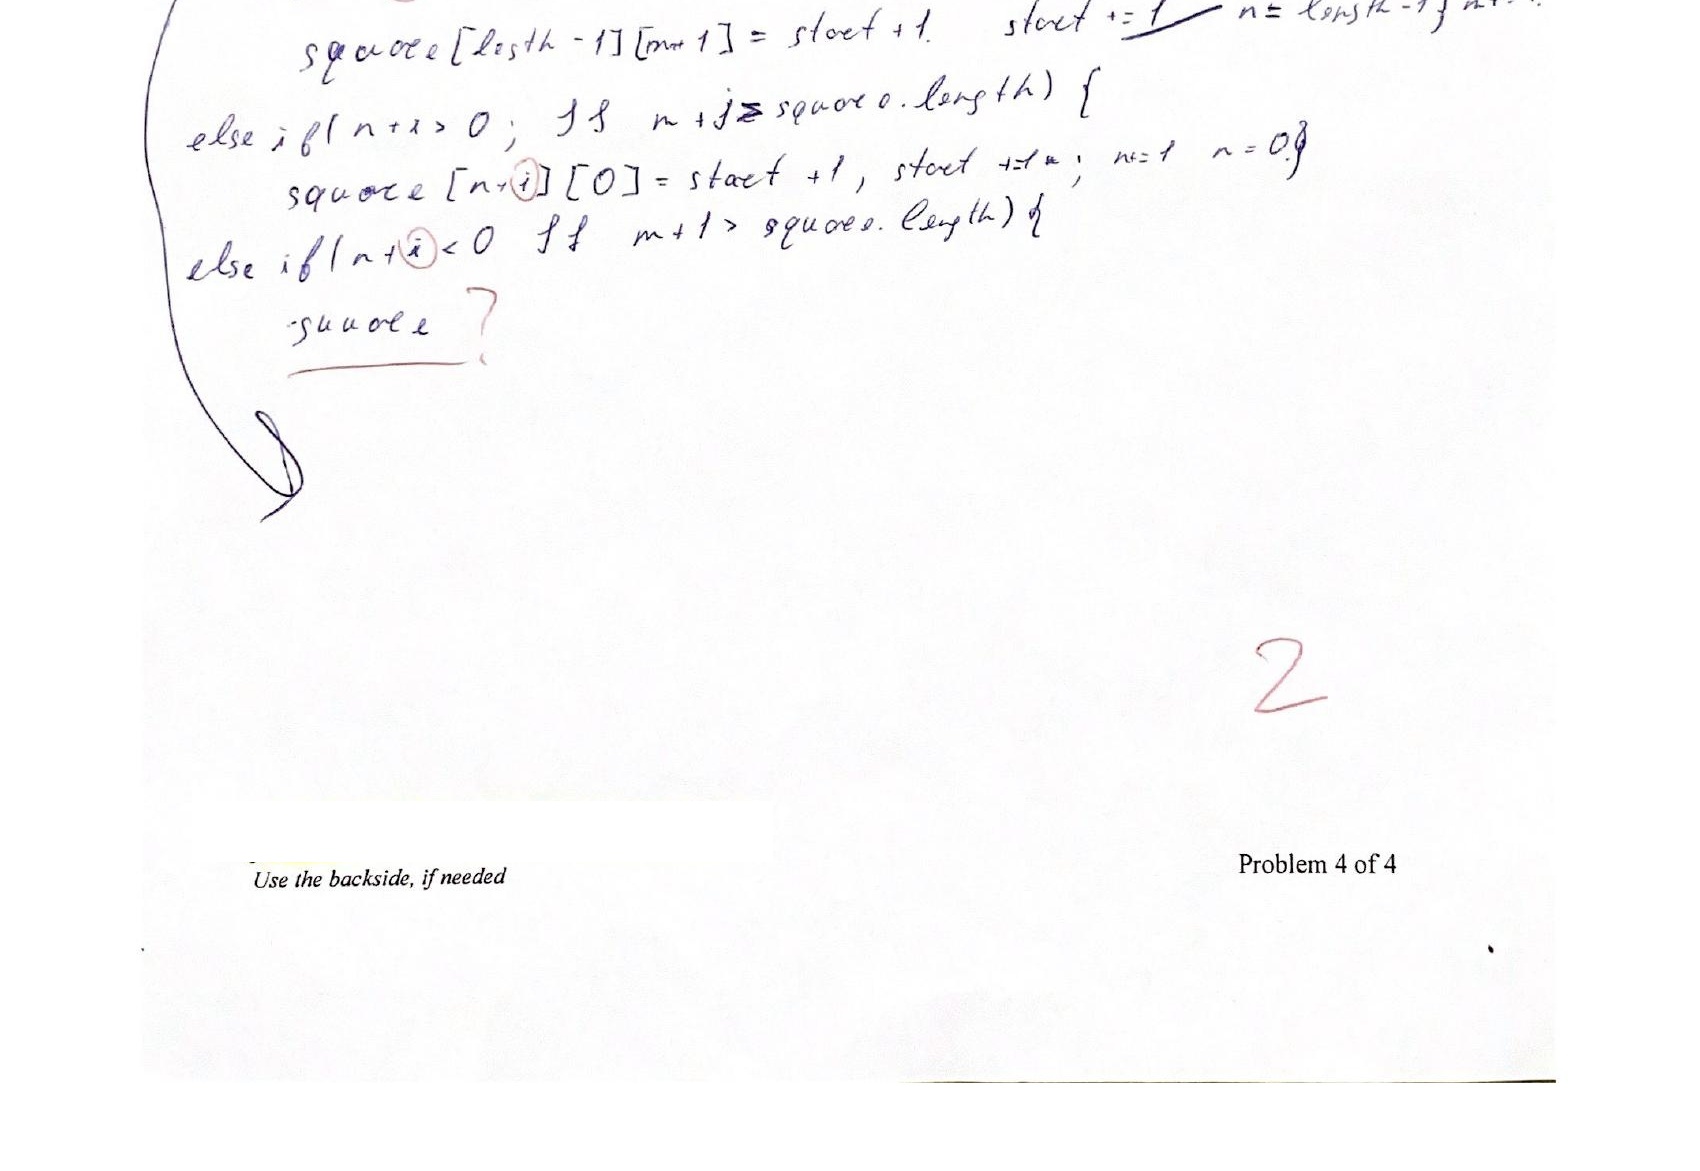 square [length - 1] [m+1] = start + 1. start += 1 n = length - 1}
else if( n+i > 0; && m + j ≥ square.length) {
square [n+i] [0] = start +1, start +=1; n+=1 n = 0;}
else if( n+i < 0 && m+1 > square.length) {
square ?
2
Use the backside, if needed
Problem 4 of 4